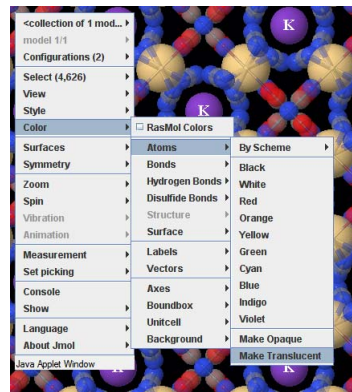 <collection of 1 mod...
model 1/1
Configurations (2)
Select (4,626)
View
Style
Color
Surfaces
Symmetry
Zoom
Spin
Vibration
Animation
Measurement
Set picking
Console
Show
Language
About Jmol
Java Applet Window
RasMol Colors
Atoms
Bonds
Hydrogen Bonds
Disulfide Bonds
Structure
Surface
Labels
Vectors
Axes
Boundbox
Unitcell
Background
By Scheme
Black
White
Red
Orange
Yellow
Green
Cyan
Blue
Indigo
Violet
Make Opaque
Make Translucent
K
K
K